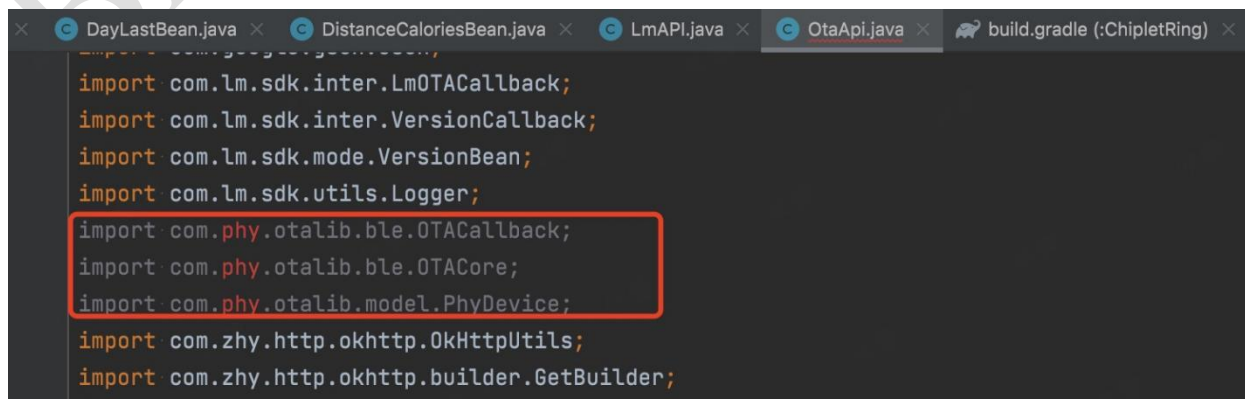 DayLastBean.java DistanceCaloriesBean.java LmAPI.java OtaApi.java build.gradle (:ChipletRing)
import com.lm.sdk.inter.LmOTACallback;
import com.lm.sdk.inter.VersionCallback;
import com.lm.sdk.mode.VersionBean;
import com.lm.sdk.utils.Logger;
import com.phy.otalib.ble.OTACallback;
import com.phy.otalib.ble.OTACore;
import com.phy.otalib.model.PhyDevice;
import com.zhy.http.okhttp.OkHttpUtils;
import com.zhy.http.okhttp.builder.GetBuilder;